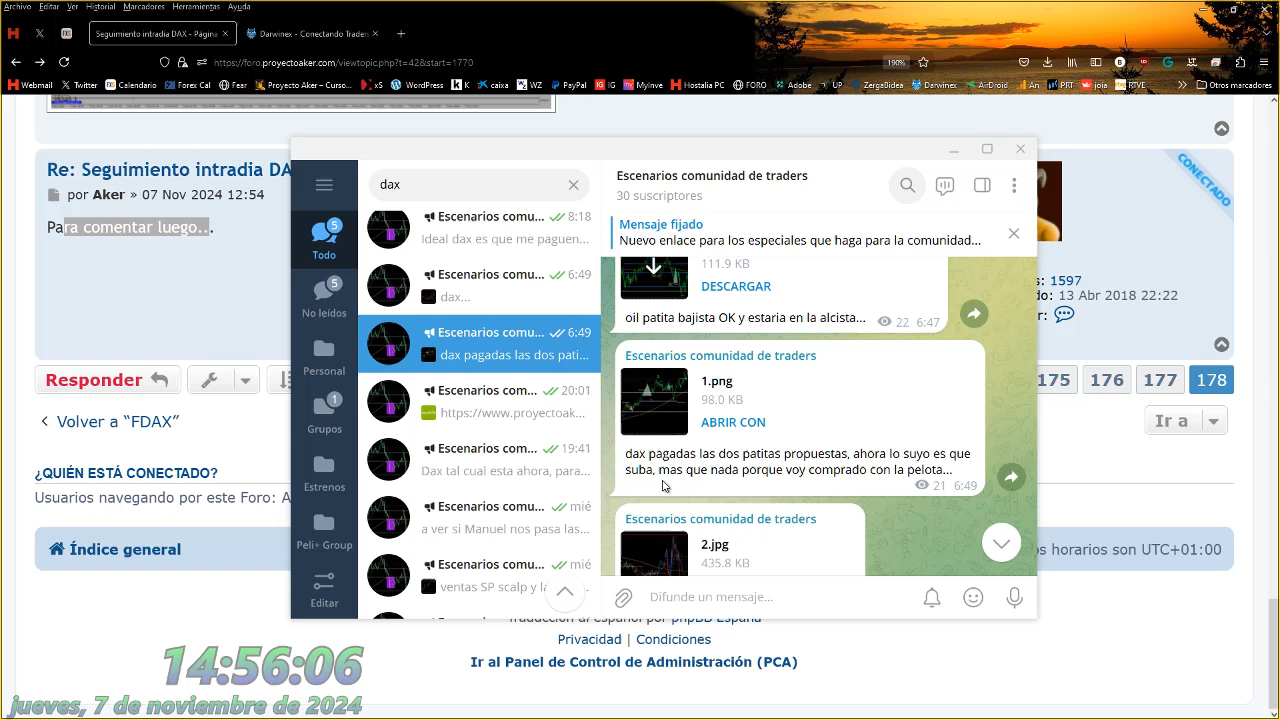 Archivo Editar Ver Historial Marcadores Herramientas Ayuda
Seguimiento intradia DAX - Página
Darwinex - Conectando Traders
https://foro.proyectoaker.com/viewtopic.php?t=42&start=1770
190%
Webmail Twitter Calendario Forex Cal Fear Proyecto Aker – Curso... xS WordPress K caixa WZ PayPal IG MyInve Hostalia PC FORO Adobe UP ZergaBidea Darwinex AirDroid An PRT joja RTVE Otros marcadores
Re: Seguimiento intradía DA
por Aker » 07 Nov 2024 12:54
Para comentar luego...
CONECTADO
s: 1597
do: 13 Abr 2018 22:22
or:
Responder
175 176 177 178
Volver a “FDAX”
Ir a
¿QUIÉN ESTÁ CONECTADO?
Usuarios navegando por este Foro: A
Índice general
os horarios son UTC+01:00
Traducción al español por phpBB España
Privacidad | Condiciones
Ir al Panel de Control de Administración (PCA)
14:56:06
jueves, 7 de noviembre de 2024
5
Todo
5
No leídos
Personal
1
Grupos
Estrenos
Peli+ Group
Editar
dax
Escenarios comu... 8:18
Ideal dax es que me paguen...
Escenarios comu... 6:49
dax...
Escenarios comu... 6:49
dax pagadas las dos pati...
Escenarios com... 20:01
https://www.proyectoak...
Escenarios com... 19:41
Dax tal cual esta ahora, para...
Escenarios comu... mié
a ver si Manuel nos pasa las...
Escenarios comu... mié
ventas SP scalp y la...
Escenarios comunidad de traders
30 suscriptores
Mensaje fijado
Nuevo enlace para los especiales que haga para la comunidad...
111.9 KB
DESCARGAR
oil patita bajista OK y estaria en la alcista...
22 6:47
Escenarios comunidad de traders
1.png
98.0 KB
ABRIR CON
dax pagadas las dos patitas propuestas, ahora lo suyo es que
suba, mas que nada porque voy comprado con la pelota...
21 6:49
Escenarios comunidad de traders
2.jpg
435.8 KB
Difunde un mensaje...